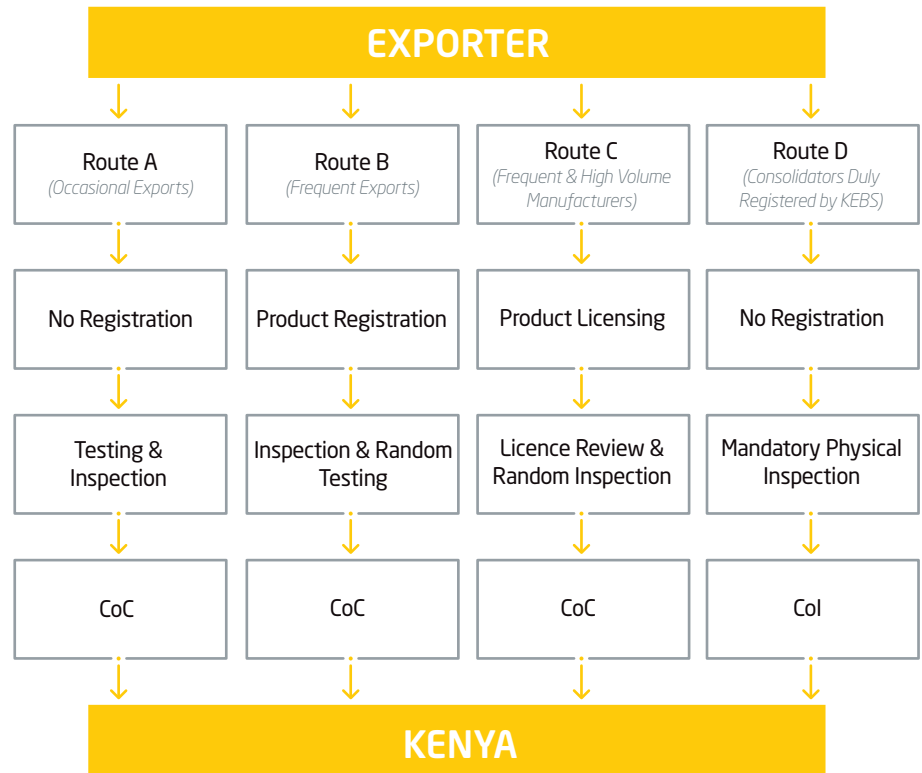 EXPORTER
Route A
(Occasional Exports)
Route B
(Frequent Exports)
Route C
(Frequent & High Volume
Manufacturers)
Route D
(Consolidators Duly
Registered by KEBS)
No Registration
Product Registration
Product Licensing
No Registration
Testing &
Inspection
Inspection & Random
Testing
Licence Review &
Random Inspection
Mandatory Physical
Inspection
CoC
CoC
CoC
CoI
KENYA